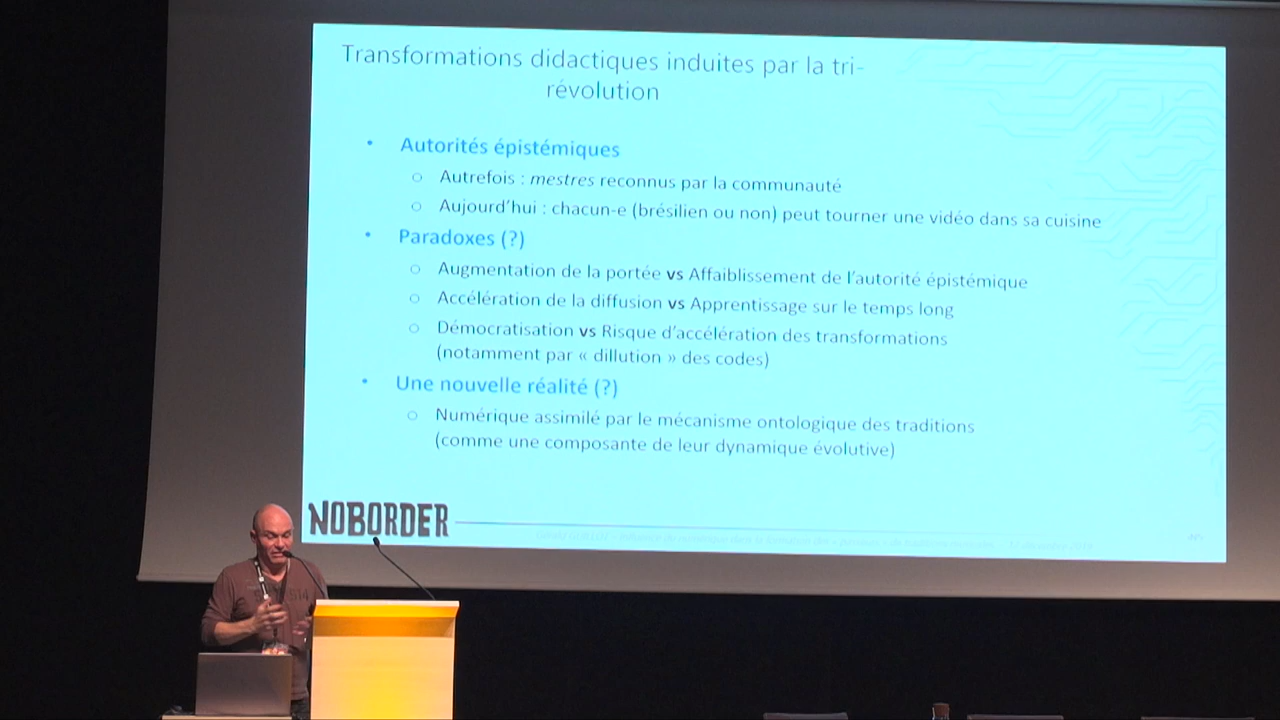 Transformations didactiques induites par la tri-
révolution
• Autorités épistémiques
○ Autrefois : mestres reconnus par la communauté
○ Aujourd'hui : chacun-e (brésilien ou non) peut tourner une vidéo dans sa cuisine
• Paradoxes (?)
○ Augmentation de la portée vs Affaiblissement de l'autorité épistémique
○ Accélération de la diffusion vs Apprentissage sur le temps long
○ Démocratisation vs Risque d'accélération des transformations
(notamment par « dillution » des codes)
• Une nouvelle réalité (?)
○ Numérique assimilé par le mécanisme ontologique des traditions
(comme une composante de leur dynamique évolutive)
NOBORDER